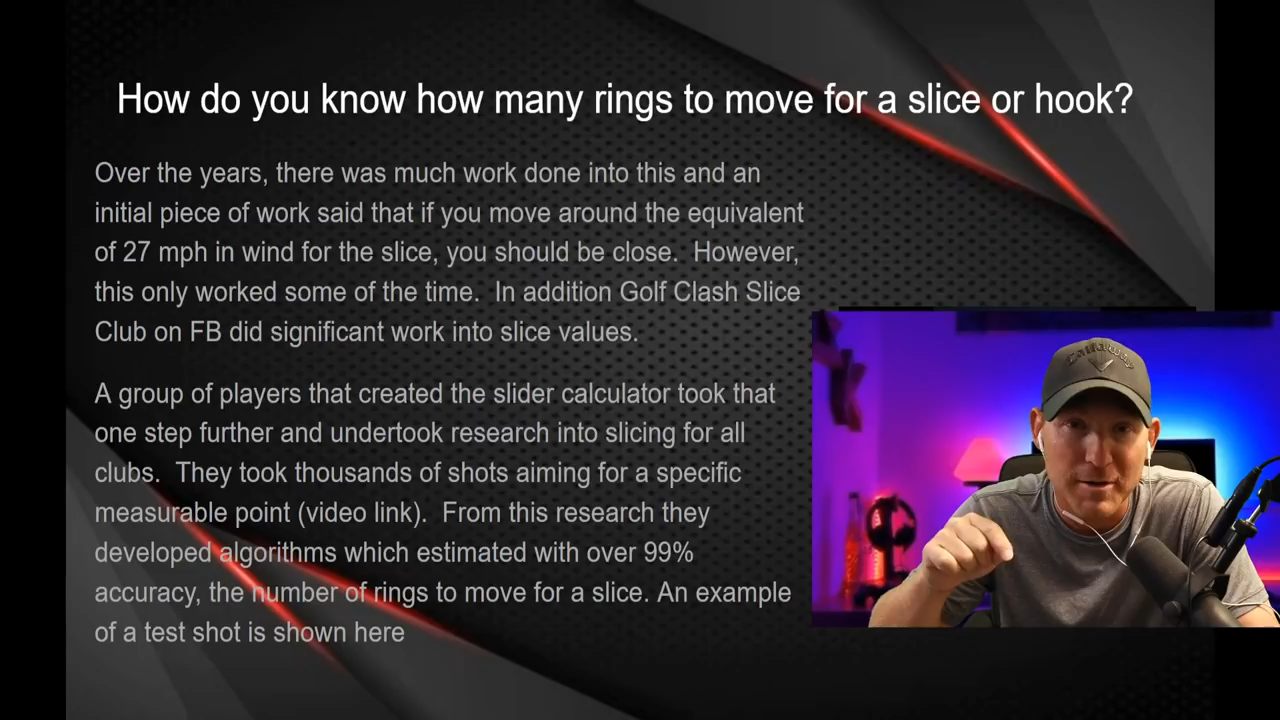 How do you know how many rings to move for a slice or hook?
Over the years, there was much work done into this and an
initial piece of work said that if you move around the equivalent
of 27 mph in wind for the slice, you should be close.  However,
this only worked some of the time.  In addition Golf Clash Slice
Club on FB did significant work into slice values.
A group of players that created the slider calculator took that
one step further and undertook research into slicing for all
clubs.  They took thousands of shots aiming for a specific
measurable point (video link).  From this research they
developed algorithms which estimated with over 99%
accuracy, the number of rings to move for a slice. An example
of a test shot is shown here
Callaway